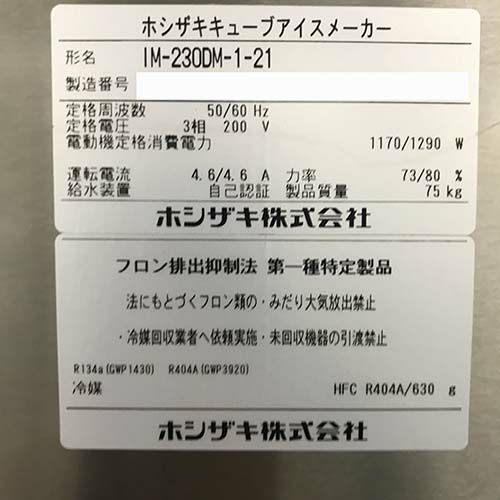 ホシザキキューブアイスメーカー
形名 IM-230DM-1-21
製造番号
定格周波数 50/60 Hz
定格電圧 3相 200 V
電動機定格消費電力 1170/1290 W
運転電流 4.6/4.6 A 力率 73/80 %
給水装置 自己認証 製品質量 75 kg
ホシザキ株式会社
フロン排出抑制法 第一種特定製品
法にもとづくフロン類の・みだり大気放出禁止
・冷媒回収業者へ依頼実施・未回収機器の引渡禁止
R134a(GWP1430) R404A(GWP3920)
冷媒 HFC R404A/630 g
ホシザキ株式会社